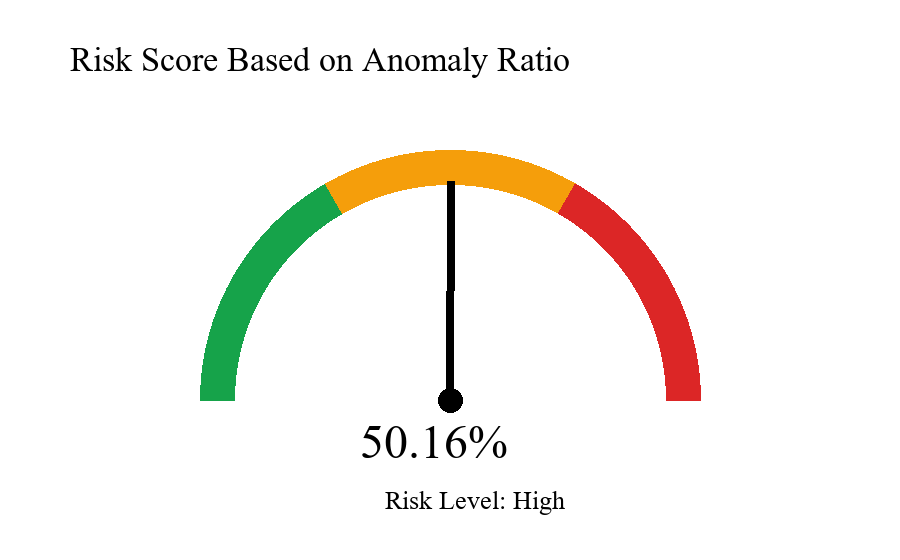 Risk Score Based on Anomaly Ratio
50.16%
Risk Level: High